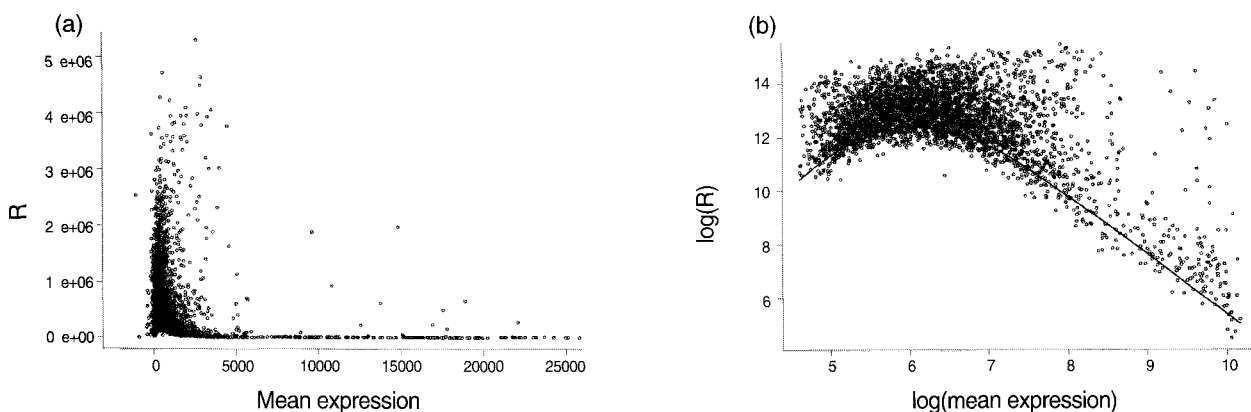 (a)
R
5 e+06
4 e+06
3 e+06
2 e+06
1 e+06
0 e+00
0 5000 10000 15000 20000 25000
Mean expression
(b)
log(R)
14
12
10
8
6
5 6 7 8 9 10
log(mean expression)